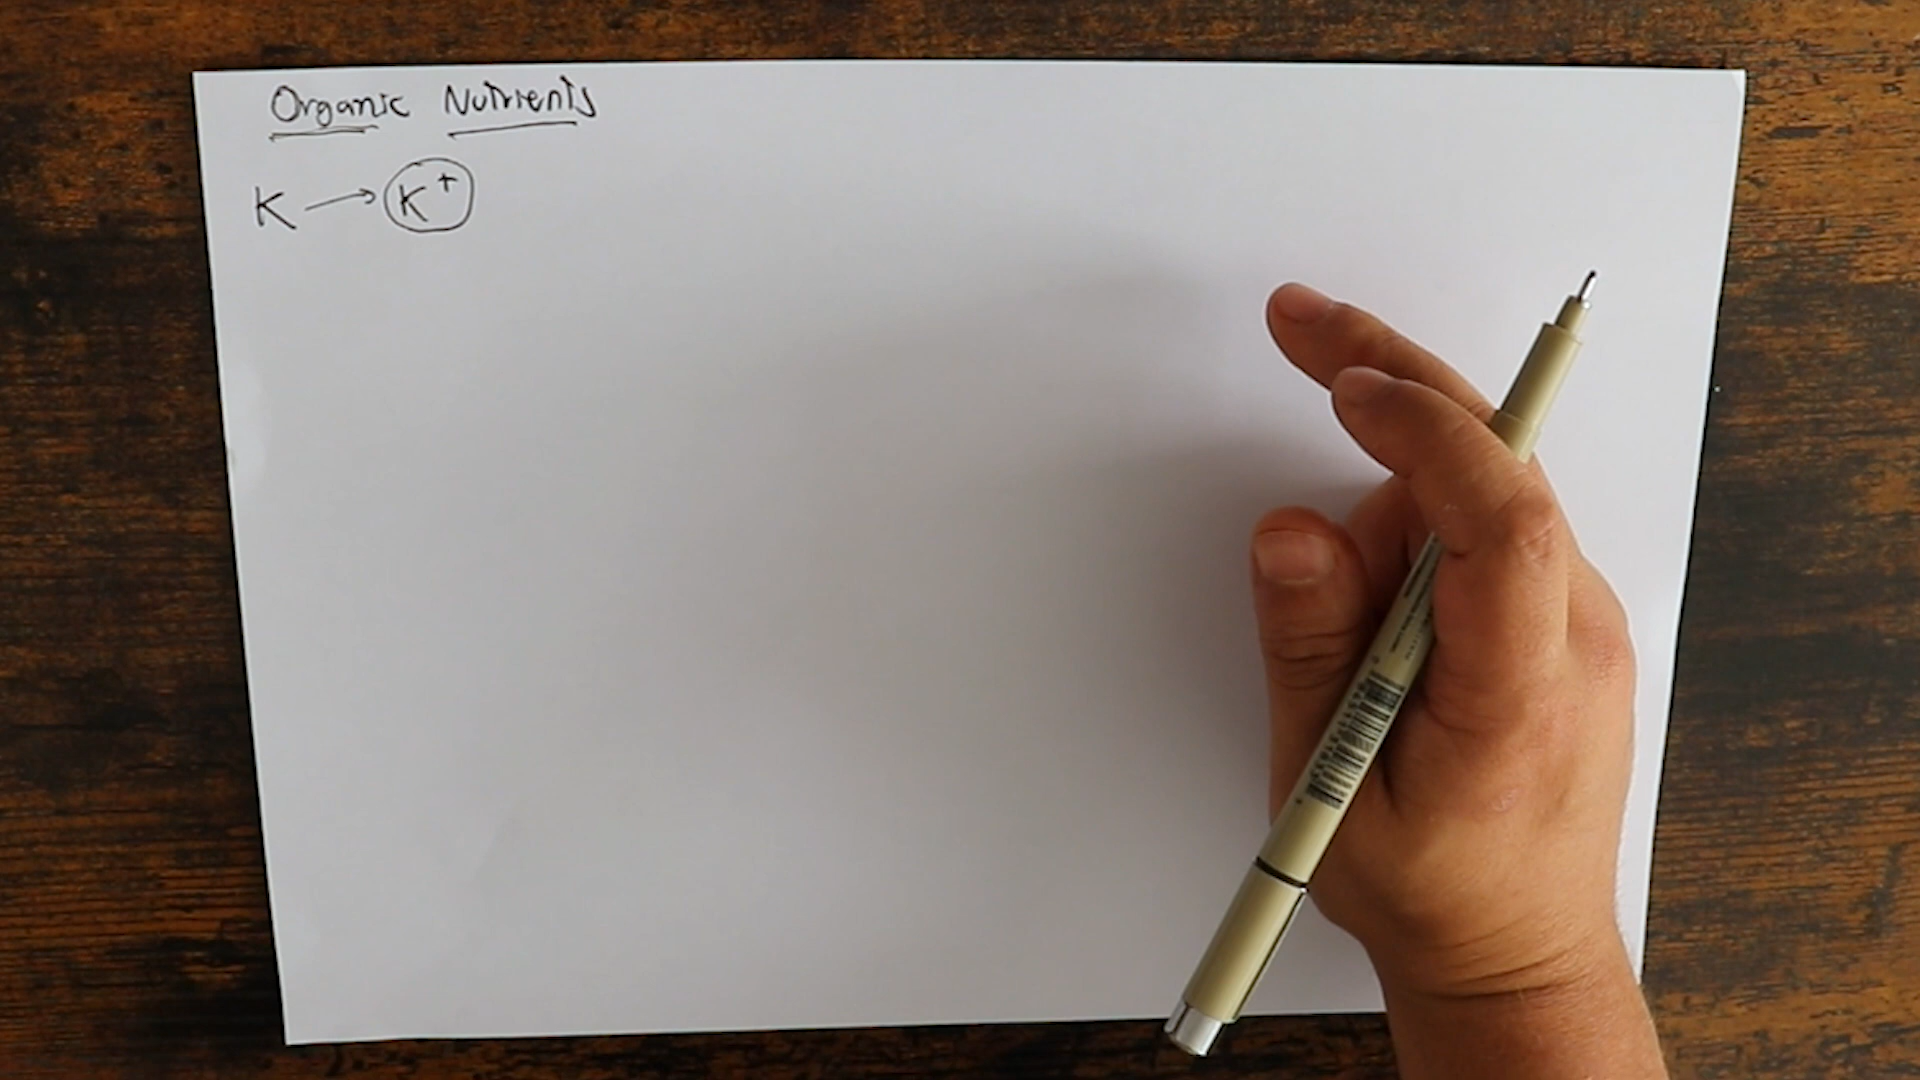 Organic Nutrients
K → K⁺